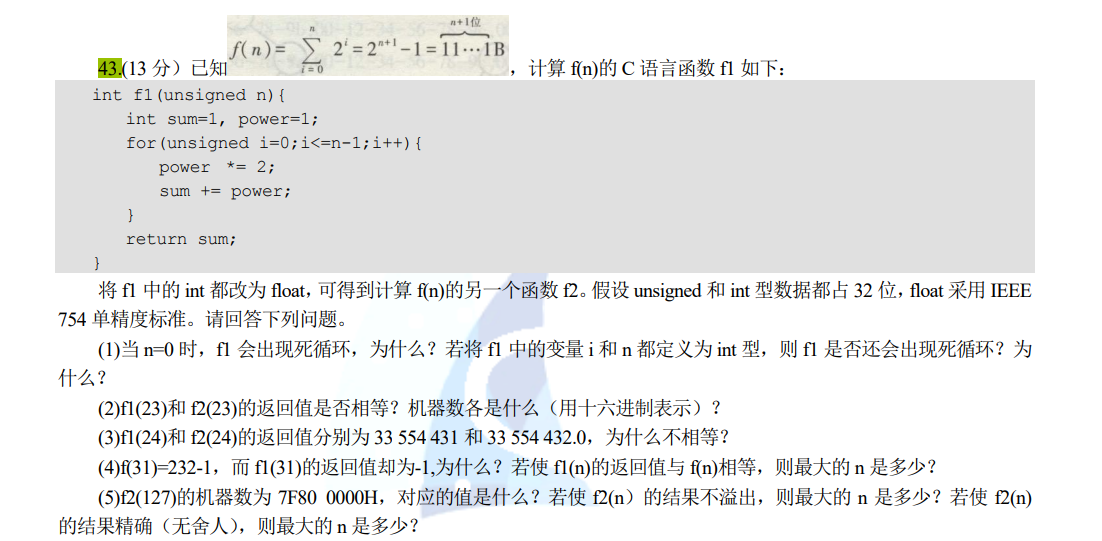 43.(13 分）已知 f(n)= n ∑ i=0 2^i = 2^{n+1} −1 = n+1位 11⋯1B ，计算 f(n)的 C 语言函数 f1 如下：
int f1(unsigned n){
int sum=1, power=1;
for(unsigned i=0;i<=n-1;i++){
power *= 2;
sum += power;
}
return sum;
}
将 f1 中的 int 都改为 float，可得到计算 f(n)的另一个函数 f2。假设 unsigned 和 int 型数据都占 32 位，float 采用 IEEE
754 单精度标准。请回答下列问题。
(1)当 n=0 时，f1 会出现死循环，为什么？若将 f1 中的变量 i 和 n 都定义为 int 型，则 f1 是否还会出现死循环？为
什么？
(2)f1(23)和 f2(23)的返回值是否相等？机器数各是什么（用十六进制表示）？
(3)f1(24)和 f2(24)的返回值分别为 33 554 431 和 33 554 432.0，为什么不相等？
(4)f(31)=232-1，而 f1(31)的返回值却为-1,为什么？若使 f1(n)的返回值与 f(n)相等，则最大的 n 是多少？
(5)f2(127)的机器数为 7F80 0000H，对应的值是什么？若使 f2(n）的结果不溢出，则最大的 n 是多少？若使 f2(n)
的结果精确（无舍人），则最大的 n 是多少？